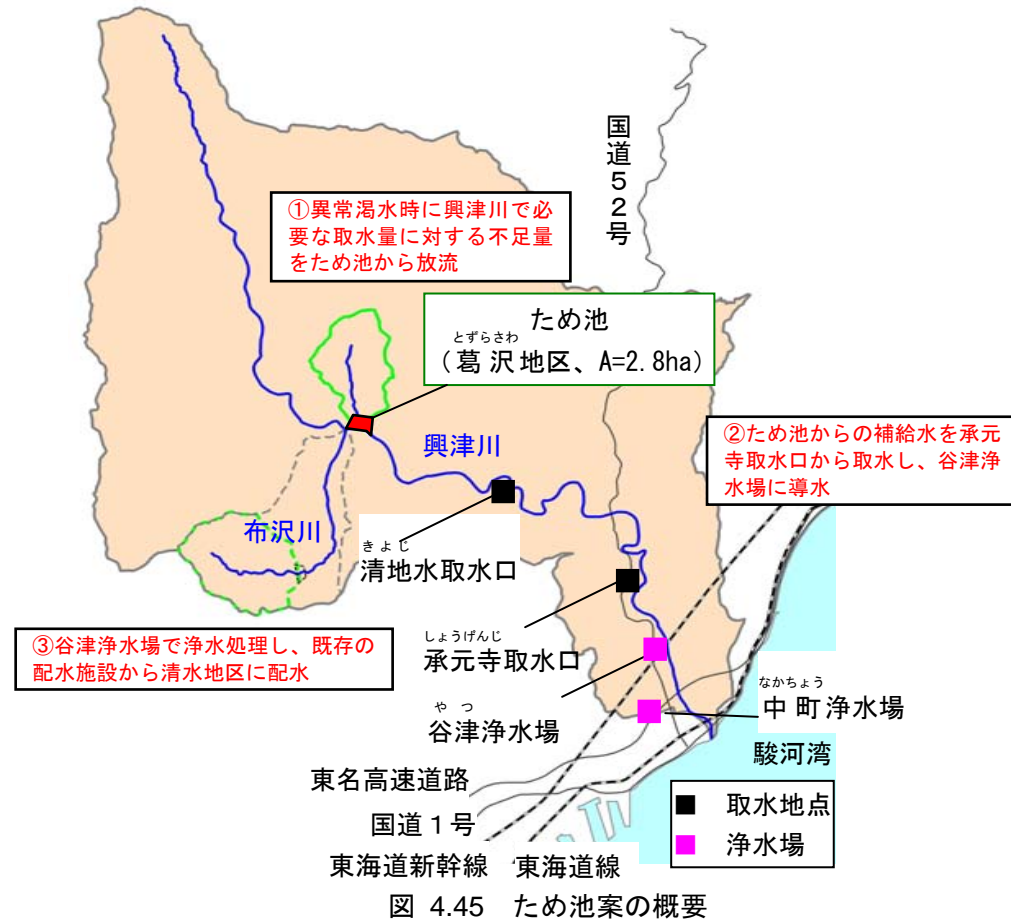 国道５２号
①異常渇水時に興津川で必
要な取水量に対する不足量
をため池から放流
ため池
とずらさわ
（葛沢地区、A=2.8ha）
興津川
②ため池からの補給水を承元
寺取水口から取水し、谷津浄
水場に導水
布沢川
きよじ
清地水取水口
③谷津浄水場で浄水処理し、既存の
配水施設から清水地区に配水
しょうげんじ
承元寺取水口
やつ
谷津浄水場
なかちょう
中町浄水場
駿河湾
東名高速道路
国道１号
東海道新幹線
東海道線
取水地点
浄水場
図 4.45 ため池案の概要